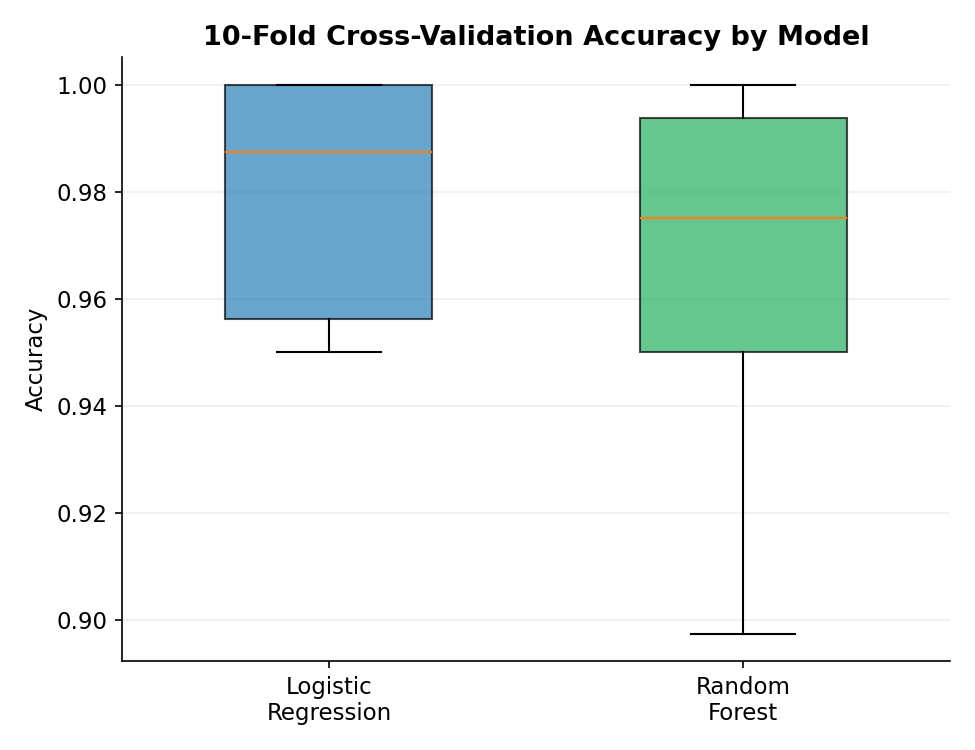 10-Fold Cross-Validation Accuracy by Model
1.00
0.98
0.96
0.94
0.92
0.90
Accuracy
Logistic
Regression
Random
Forest